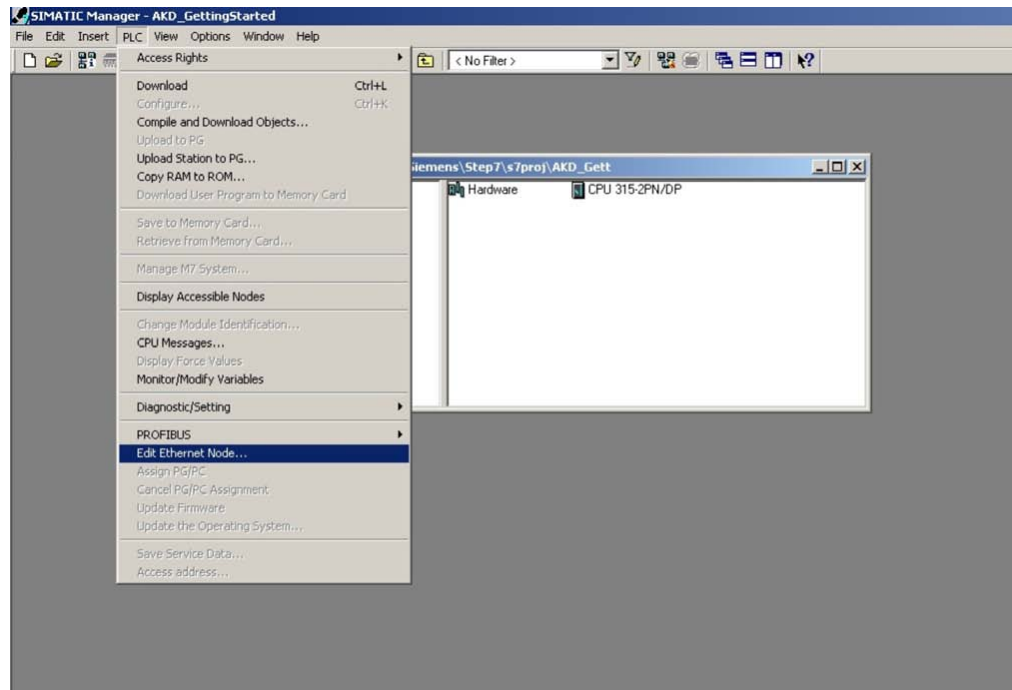 SIMATIC Manager - AKD_GettingStarted
File Edit Insert PLC View Options Window Help
< No Filter >
Access Rights
Download Ctrl+L
Configure... Ctrl+K
Compile and Download Objects...
Upload to PG
Upload Station to PG...
Copy RAM to ROM...
Download User Program to Memory Card
Save to Memory Card...
Retrieve from Memory Card...
Manage M7 System...
Display Accessible Nodes
Change Module Identification...
CPU Messages...
Display Force Values
Monitor/Modify Variables
Diagnostic/Setting
PROFIBUS
Edit Ethernet Node...
Assign PG/PC
Cancel PG/PC Assignment
Update Firmware
Update the Operating System...
Save Service Data...
Access address...
iemens\Step7\s7proj\AKD_Gett
Hardware CPU 315-2PN/DP